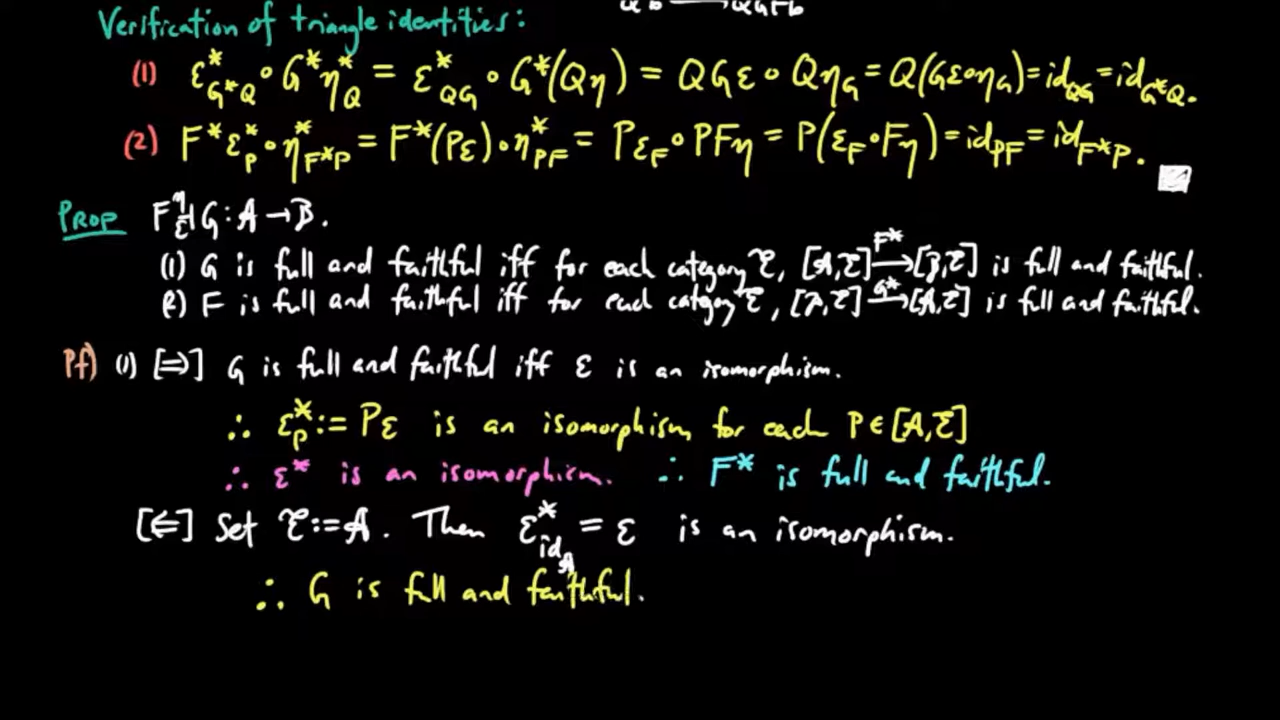 Qb → QGFb
Verification of triangle identities:
(1) ε*_{G*Q} ∘ G*η*_Q = ε*_{QG} ∘ G*(Qη) = QGε ∘ Qη_G = Q(Gε∘η_G) = id_{QG} = id_{G*Q}.
(2) F*ε*_P ∘ η*_{F*P} = F*(Pε) ∘ η*_{PF} = Pε_F ∘ PFη = P(ε_F∘Fη) = id_{PF} = id_{F*P}.
PROP F η/ε ⊣ G : A → B.
(1) G is full and faithful iff for each category C, [A,C] F*→ [B,C] is full and faithful.
(2) F is full and faithful iff for each categoy C, [B,C] G*→ [A,C] is full and faithful.
Pf) (1) [⇒] G is full and faithful iff ε is an isomorphism.
∴ ε*_P := Pε is an isomorphism for each P∈[A,C]
∴ ε* is an isomorphism. ∴ F* is full and faithful.
[⇐] Set C := A. Then ε*_{id_A} = ε is an isomorphism.
∴ G is full and faithful.